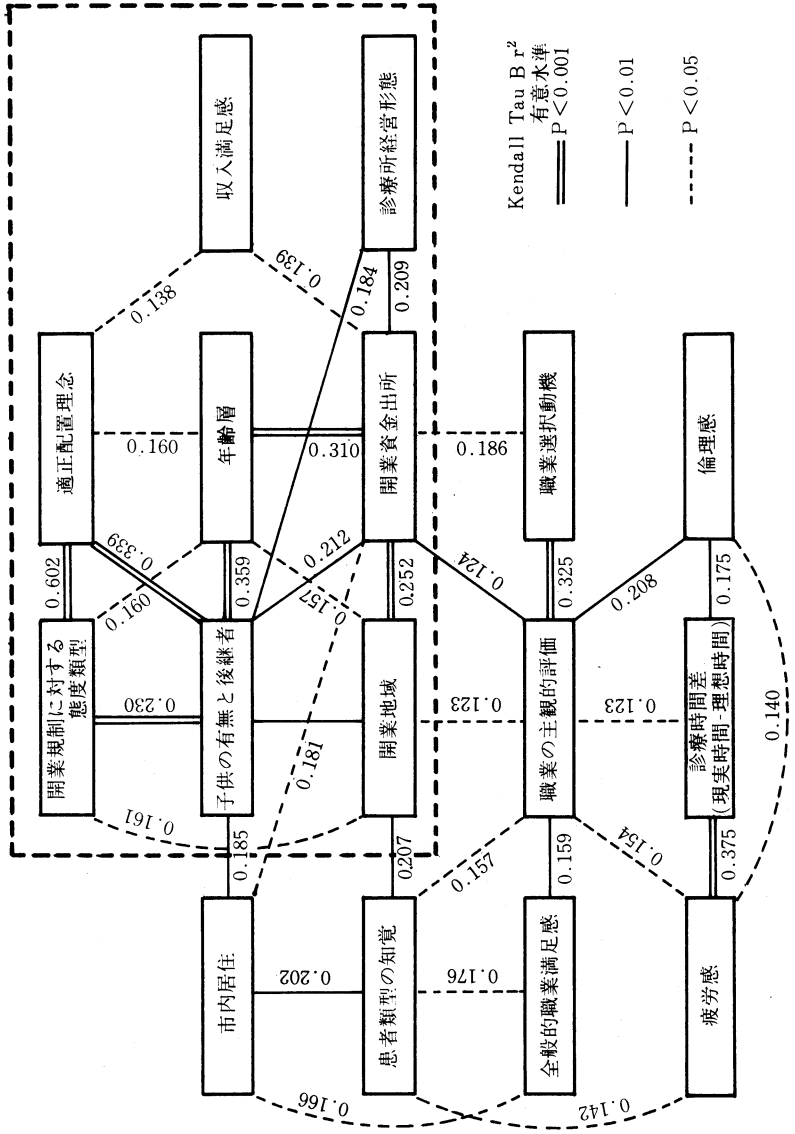 疲労感
0.375
診療時間差
(現実時間-理想時間)
0.175
倫理感
0.140
0.154
0.123
0.208
0.142
全般的職業満足感
0.159
職業の主観的評価
0.325
職業選択動機
0.176
0.157
0.123
0.124
0.186
0.166
患者類型の知覚
0.207
開業地域
0.252
開業資金出所
0.209
診療所経営形態
0.202
0.181
0.157
0.212
0.310
0.184
0.139
市内居住
0.185
子供の有無と後継者
0.359
年齢層
収入満足感
0.161
0.230
0.160
0.339
0.160
0.138
開業規制に対する
態度類型
0.602
適正配置理念
Kendall Tau B r²
有意水準
P<0.001
P<0.01
P<0.05